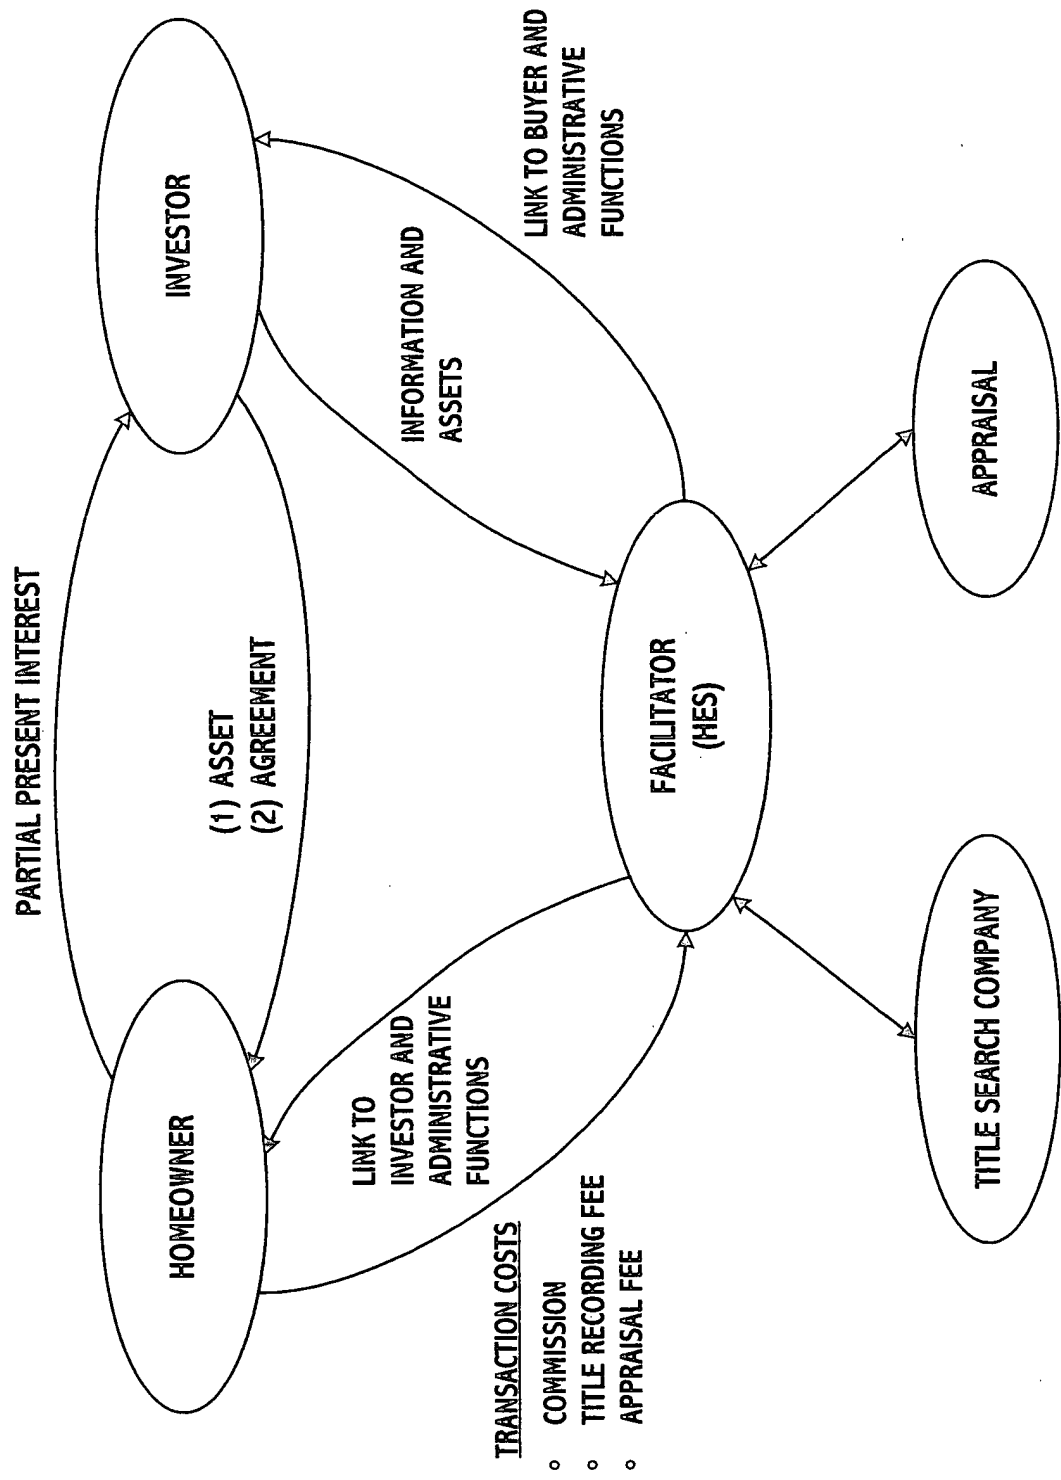 PARTIAL PRESENT INTEREST
HOMEOWNER
(1) ASSET
(2) AGREEMENT
INVESTOR
LINK TO
INVESTOR AND
ADMINISTRATIVE
FUNCTIONS
INFORMATION AND
ASSETS
TRANSACTION COSTS
° COMMISSION
° TITLE RECORDING FEE
° APPRAISAL FEE
LINK TO BUYER AND
ADMINISTRATIVE
FUNCTIONS
FACILITATOR
(HES)
TITLE SEARCH COMPANY
APPRAISAL